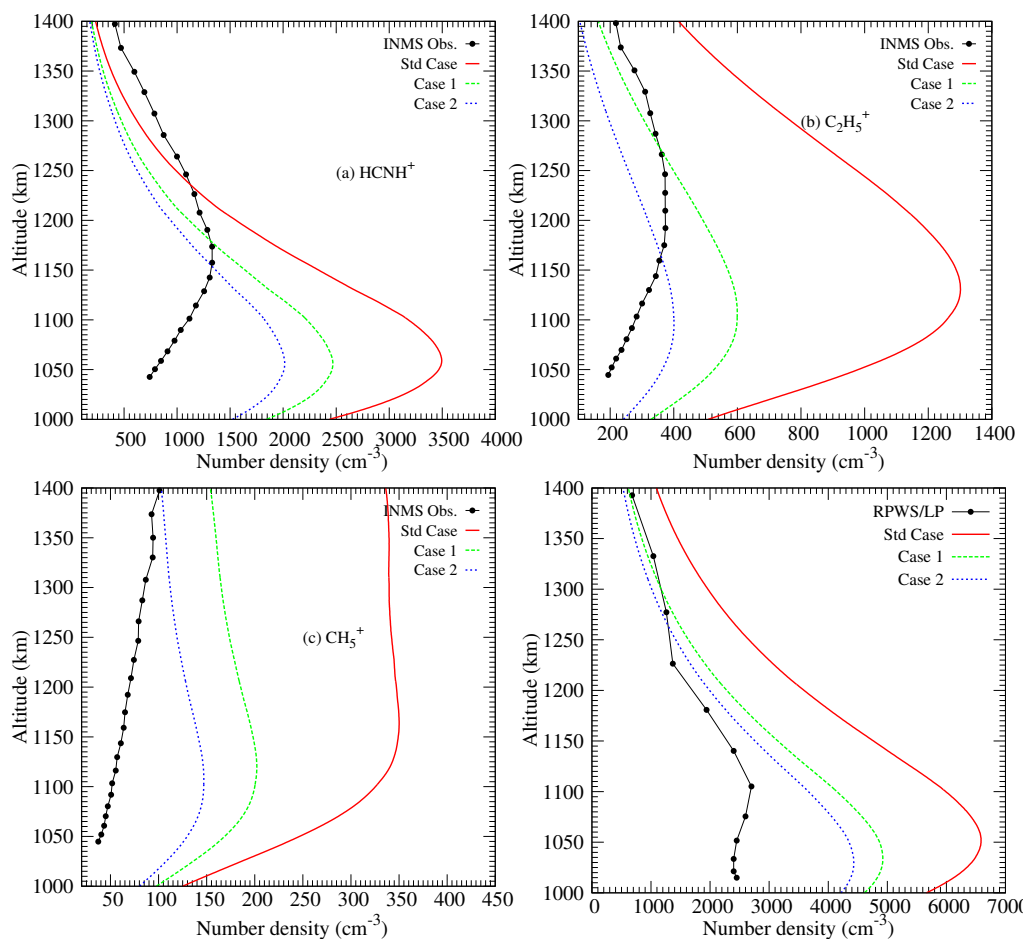 1400
1350
1300
1250
1200
1150
1100
1050
1000
Altitude (km)
INMS Obs.
Std Case
Case 1
Case 2
(a) HCNH⁺
500 1000 1500 2000 2500 3000 3500 4000
Number density (cm⁻³)
1400
1350
1300
1250
1200
1150
1100
1050
1000
Altitude (km)
INMS Obs.
Std Case
Case 1
Case 2
(b) C₂H₅⁺
200 400 600 800 1000 1200 1400
Number density (cm⁻³)
1400
1350
1300
1250
1200
1150
1100
1050
1000
Altitude (km)
INMS Obs.
Std Case
Case 1
Case 2
(c) CH₅⁺
50 100 150 200 250 300 350 400 450
Number density (cm⁻³)
1400
1350
1300
1250
1200
1150
1100
1050
1000
Altitude (km)
RPWS/LP
Std Case
Case 1
Case 2
0 1000 2000 3000 4000 5000 6000 7000
Number density (cm⁻³)